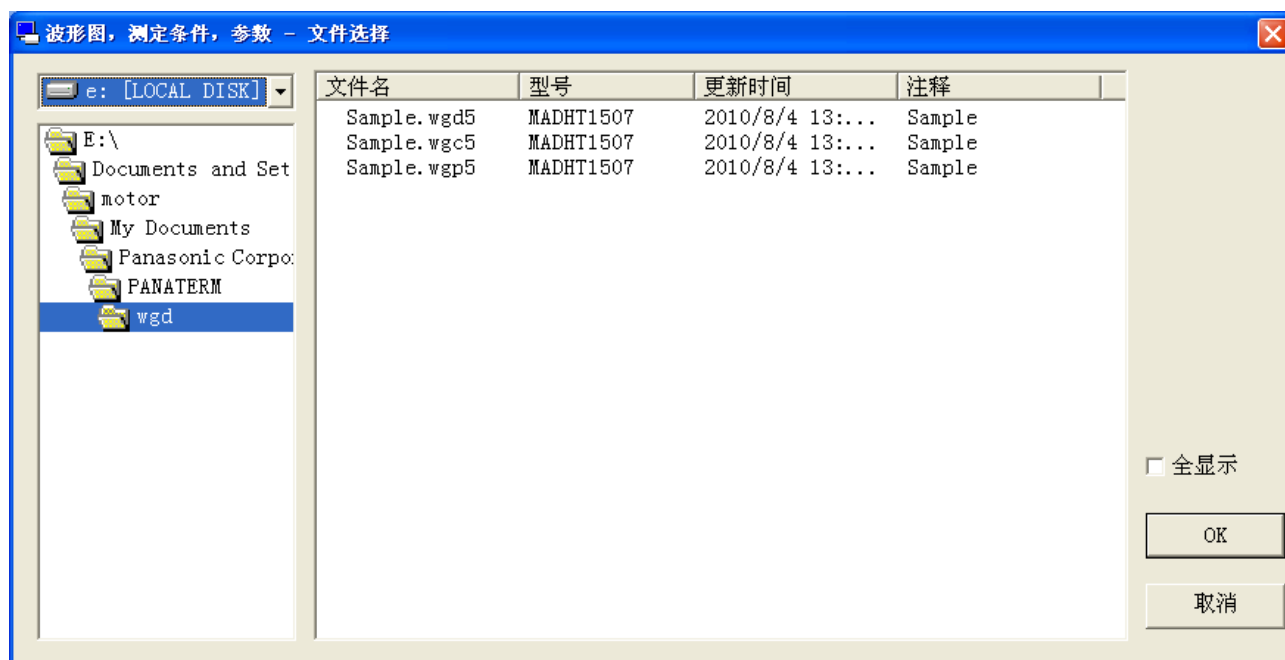 波形图，测定条件，参数 - 文件选择
e: [LOCAL DISK]
E:\
Documents and Set
motor
My Documents
Panasonic Corpo
PANATERM
wgd
文件名 型号 更新时间 注释
Sample.wgd5 MADHT1507 2010/8/4 13:... Sample
Sample.wgc5 MADHT1507 2010/8/4 13:... Sample
Sample.wgp5 MADHT1507 2010/8/4 13:... Sample
全显示
OK
取消